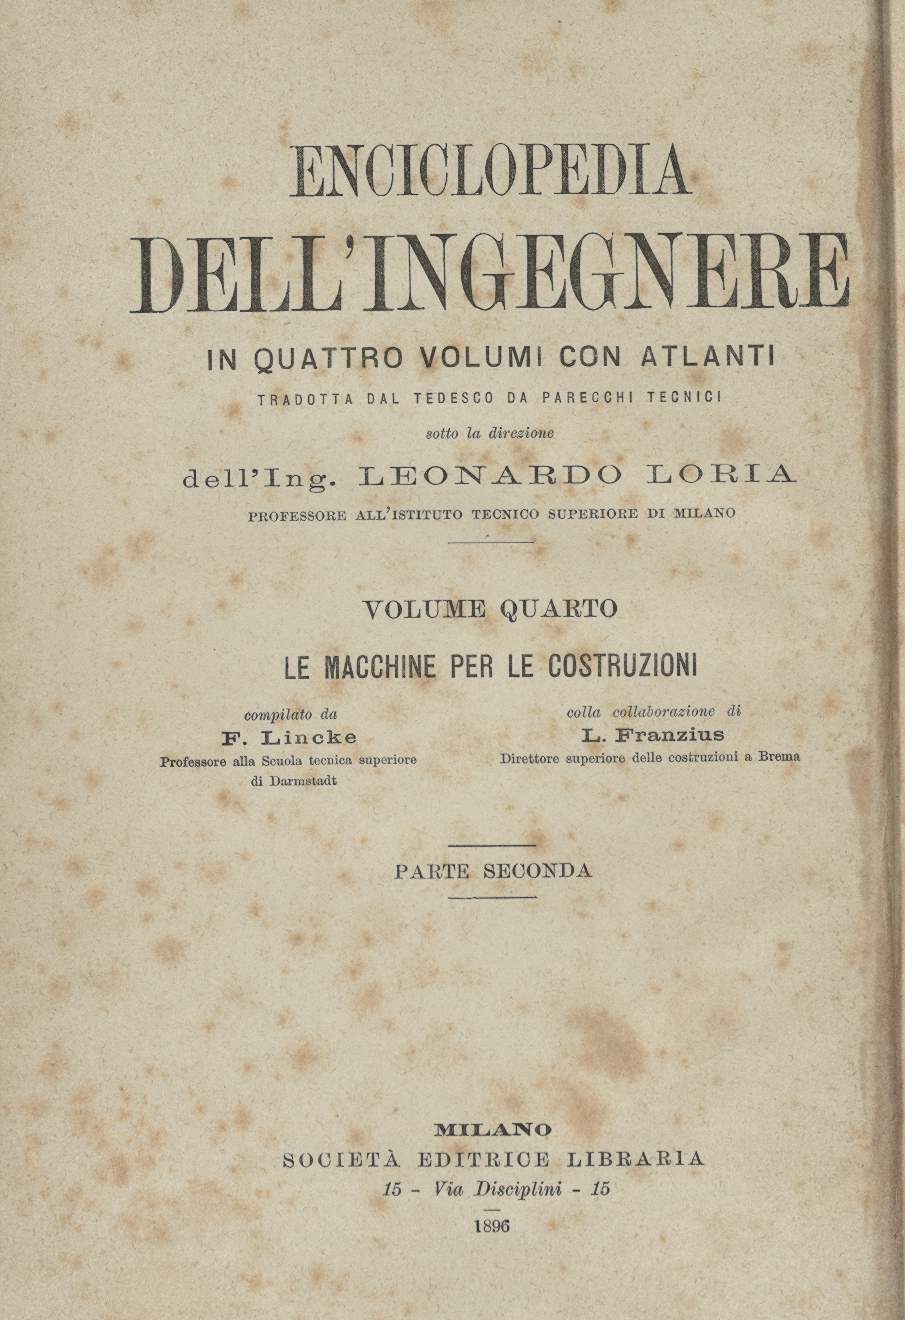 ENCICLOPEDIA
DELL'INGEGNERE
IN QUATTRO VOLUMI CON ATLANTI
TRADOTTA DAL TEDESCO DA PARECCHI TECNICI
sotto la direzione
dell'Ing. LEONARDO LORIA
PROFESSORE ALL'ISTITUTO TECNICO SUPERIORE DI MILANO
VOLUME QUARTO
LE MACCHINE PER LE COSTRUZIONI
compilato da
F. Lincke
Professore alla Scuola tecnica superiore
di Darmstadt
colla collaborazione di
L. Franzius
Direttore superiore delle costruzioni a Brema
PARTE SECONDA
MILANO
SOCIETÀ EDITRICE LIBRARIA
15 - Via Disciplini - 15
1896